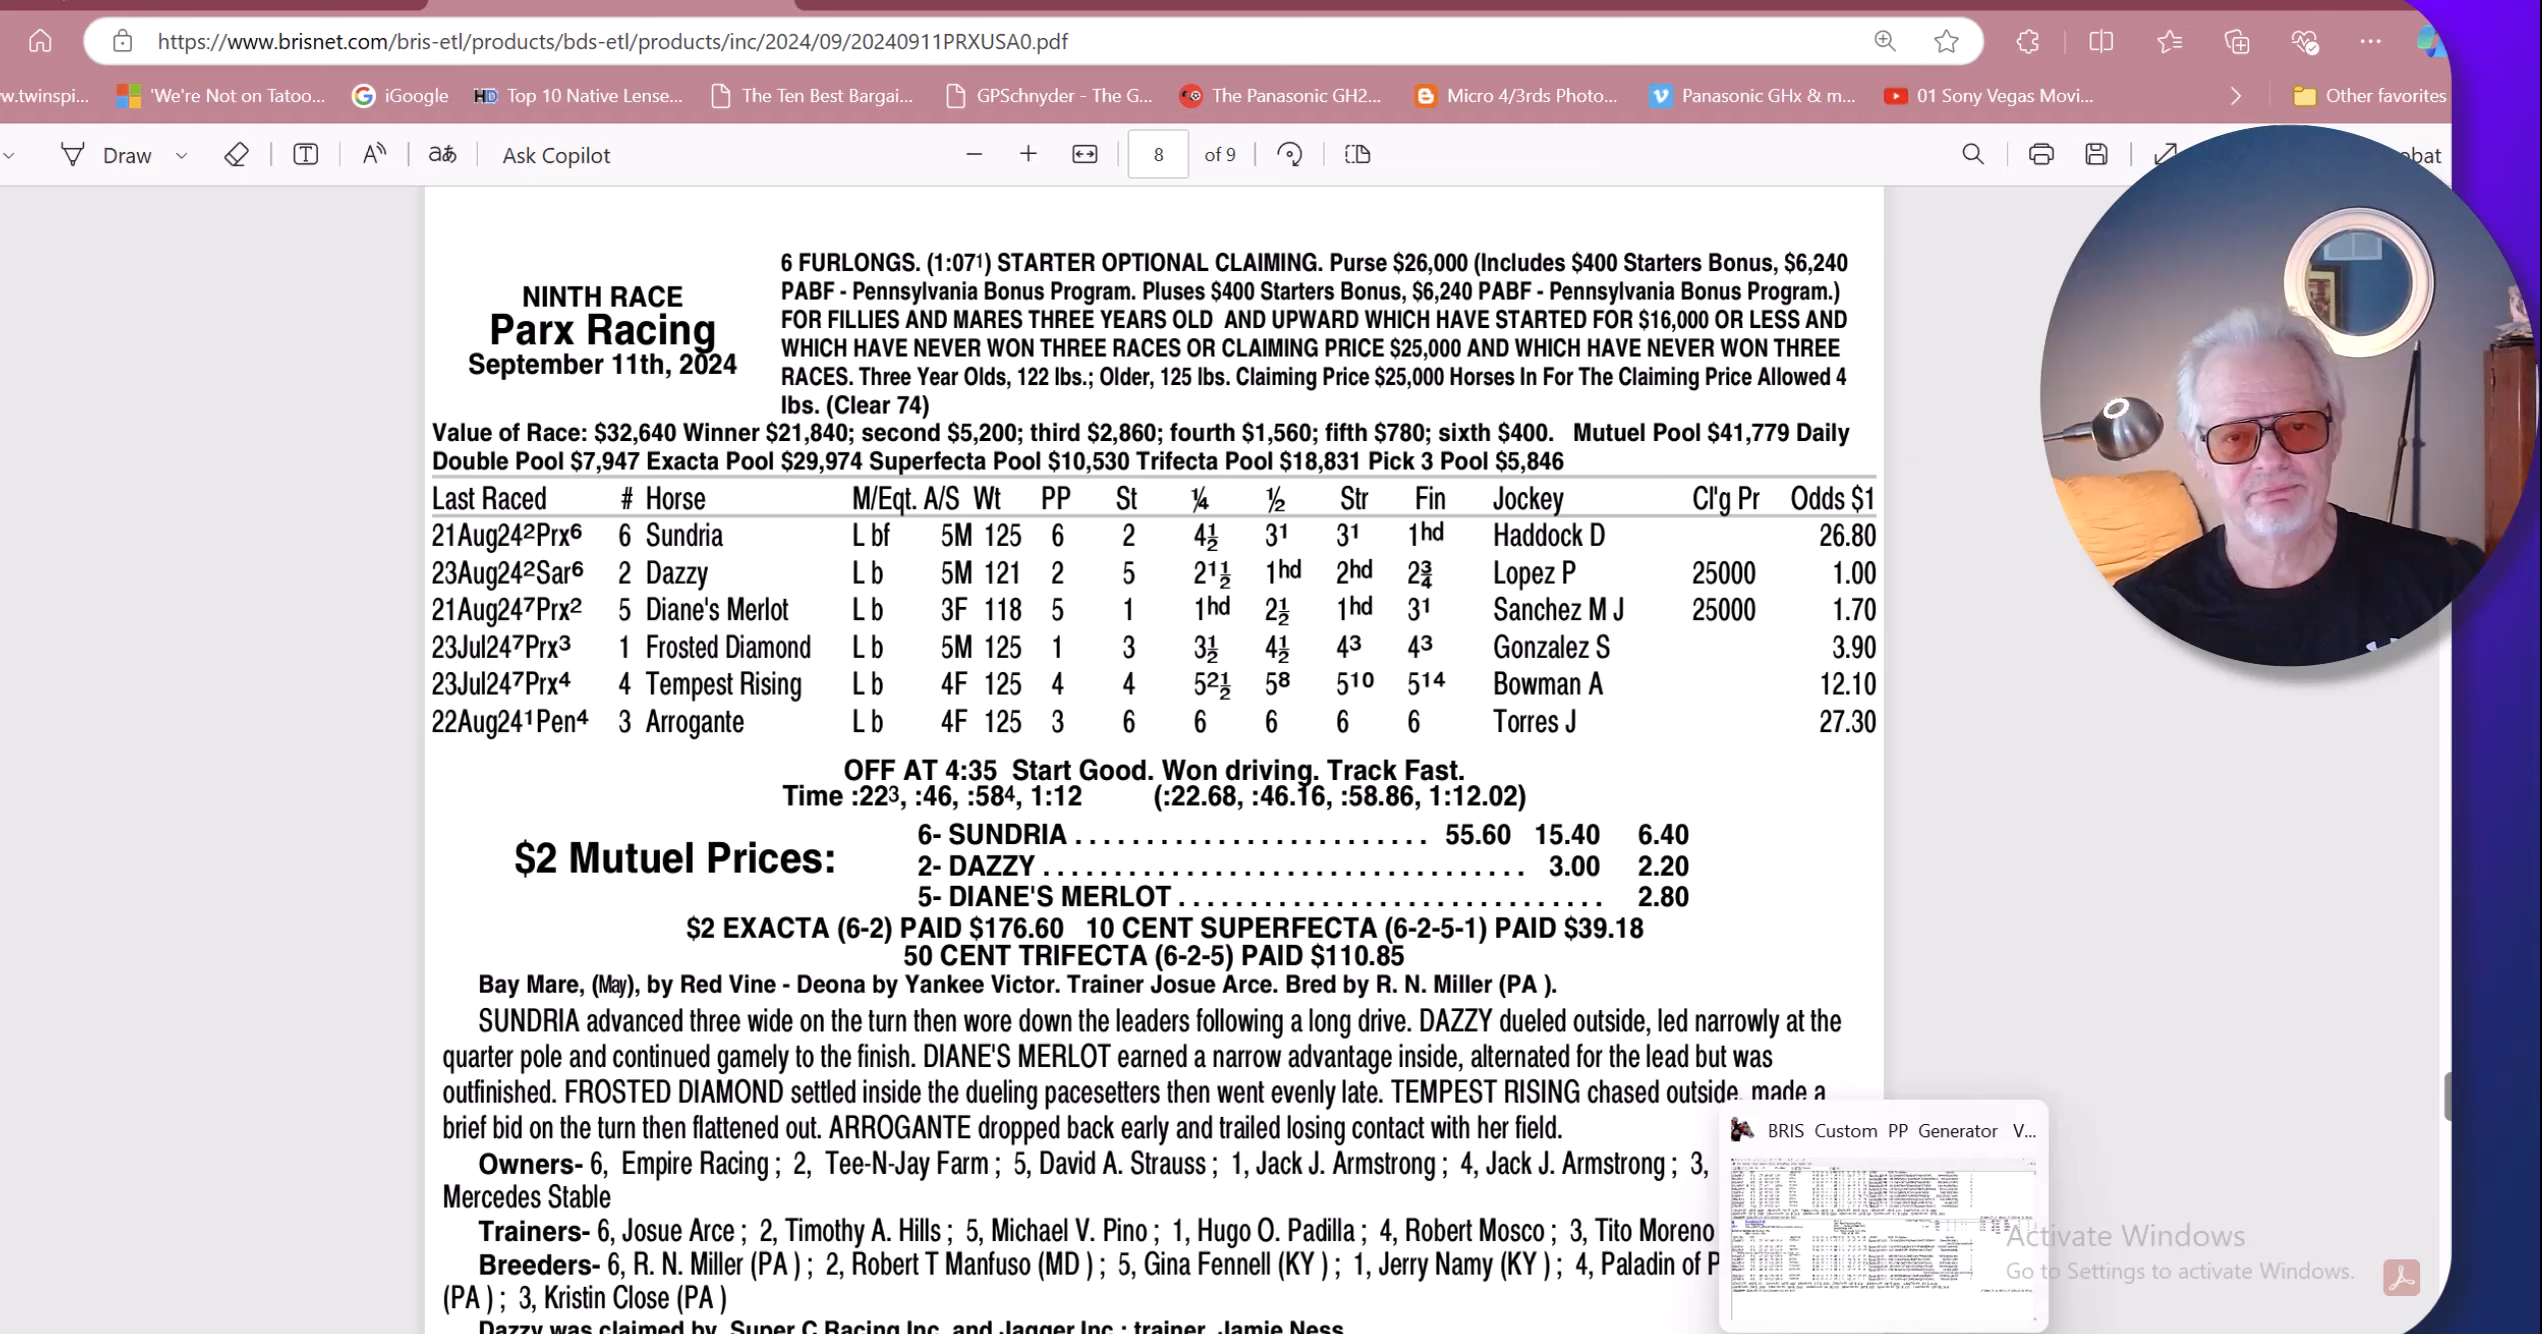 https://www.brisnet.com/bris-etl/products/bds-etl/products/inc/2024/09/20240911PRXUSA0.pdf
w.twinspi... 'We're Not on Tatoo... iGoogle HD Top 10 Native Lense... The Ten Best Bargai... GPSchnyder - The G... The Panasonic GH2... Micro 4/3rds Photo... Panasonic GHx & m... 01 Sony Vegas Movi... Other favorites
Draw Ask Copilot 8 of 9 obat
6 FURLONGS. (1:07¹) STARTER OPTIONAL CLAIMING. Purse $26,000 (Includes $400 Starters Bonus, $6,240
PABF - Pennsylvania Bonus Program. Pluses $400 Starters Bonus, $6,240 PABF - Pennsylvania Bonus Program.)
FOR FILLIES AND MARES THREE YEARS OLD AND UPWARD WHICH HAVE STARTED FOR $16,000 OR LESS AND
WHICH HAVE NEVER WON THREE RACES OR CLAIMING PRICE $25,000 AND WHICH HAVE NEVER WON THREE
RACES. Three Year Olds, 122 lbs.; Older, 125 lbs. Claiming Price $25,000 Horses In For The Claiming Price Allowed 4
lbs. (Clear 74)
NINTH RACE
Parx Racing
September 11th, 2024
Value of Race: $32,640 Winner $21,840; second $5,200; third $2,860; fourth $1,560; fifth $780; sixth $400. Mutuel Pool $41,779 Daily
Double Pool $7,947 Exacta Pool $29,974 Superfecta Pool $10,530 Trifecta Pool $18,831 Pick 3 Pool $5,846
Last Raced # Horse M/Eqt. A/S Wt PP St ¼ ½ Str Fin Jockey Cl'g Pr Odds $1
21Aug24²Prx⁶ 6 Sundria L bf 5M 125 6 2 4½ 3¹ 3¹ 1hd Haddock D 26.80
23Aug24²Sar⁶ 2 Dazzy L b 5M 121 2 5 2¹½ 1hd 2hd 2¾ Lopez P 25000 1.00
21Aug24⁷Prx² 5 Diane's Merlot L b 3F 118 5 1 1hd 2½ 1hd 3¹ Sanchez M J 25000 1.70
23Jul24⁷Prx³ 1 Frosted Diamond L b 5M 125 1 3 3½ 4½ 4³ 4³ Gonzalez S 3.90
23Jul24⁷Prx⁴ 4 Tempest Rising L b 4F 125 4 4 5²½ 5⁸ 5¹⁰ 5¹⁴ Bowman A 12.10
22Aug24¹Pen⁴ 3 Arrogante L b 4F 125 3 6 6 6 6 6 Torres J 27.30
OFF AT 4:35 Start Good. Won driving. Track Fast.
Time :22³, :46, :58⁴, 1:12 (:22.68, :46.16, :58.86, 1:12.02)
$2 Mutuel Prices:
6- SUNDRIA . . . . . . . . . . . . . . . . . . . . . . . . . . . . 55.60 15.40 6.40
2- DAZZY . . . . . . . . . . . . . . . . . . . . . . . . . . . . . . . . . . . . . 3.00 2.20
5- DIANE'S MERLOT . . . . . . . . . . . . . . . . . . . . . . . . . . . . . . . . 2.80
$2 EXACTA (6-2) PAID $176.60 10 CENT SUPERFECTA (6-2-5-1) PAID $39.18
50 CENT TRIFECTA (6-2-5) PAID $110.85
Bay Mare, (May), by Red Vine - Deona by Yankee Victor. Trainer Josue Arce. Bred by R. N. Miller (PA ).
SUNDRIA advanced three wide on the turn then wore down the leaders following a long drive. DAZZY dueled outside, led narrowly at the
quarter pole and continued gamely to the finish. DIANE'S MERLOT earned a narrow advantage inside, alternated for the lead but was
outfinished. FROSTED DIAMOND settled inside the dueling pacesetters then went evenly late. TEMPEST RISING chased outside, made a
brief bid on the turn then flattened out. ARROGANTE dropped back early and trailed losing contact with her field.
Owners- 6, Empire Racing ; 2, Tee-N-Jay Farm ; 5, David A. Strauss ; 1, Jack J. Armstrong ; 4, Jack J. Armstrong ; 3,
Mercedes Stable
Trainers- 6, Josue Arce ; 2, Timothy A. Hills ; 5, Michael V. Pino ; 1, Hugo O. Padilla ; 4, Robert Mosco ; 3, Tito Moreno
Breeders- 6, R. N. Miller (PA ) ; 2, Robert T Manfuso (MD ) ; 5, Gina Fennell (KY ) ; 1, Jerry Namy (KY ) ; 4, Paladin of P
(PA ) ; 3, Kristin Close (PA )
Dazzy was claimed by Super C Racing Inc. and Jagger Inc.; trainer, Jamie Ness
BRIS Custom PP Generator V...
Activate Windows
Go to Settings to activate Windows.